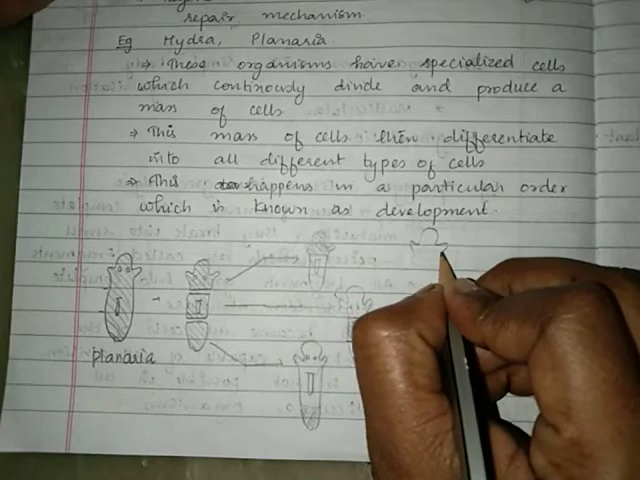 repair mechanism.
Eg Hydra, Planaria.
→ These organisms have specialized cells
which continously divide and produce a
mass of cells.
→ This mass of cells then differentiate
into all different types of cells
→ This happens in a particular order
which is known as development.
planaria